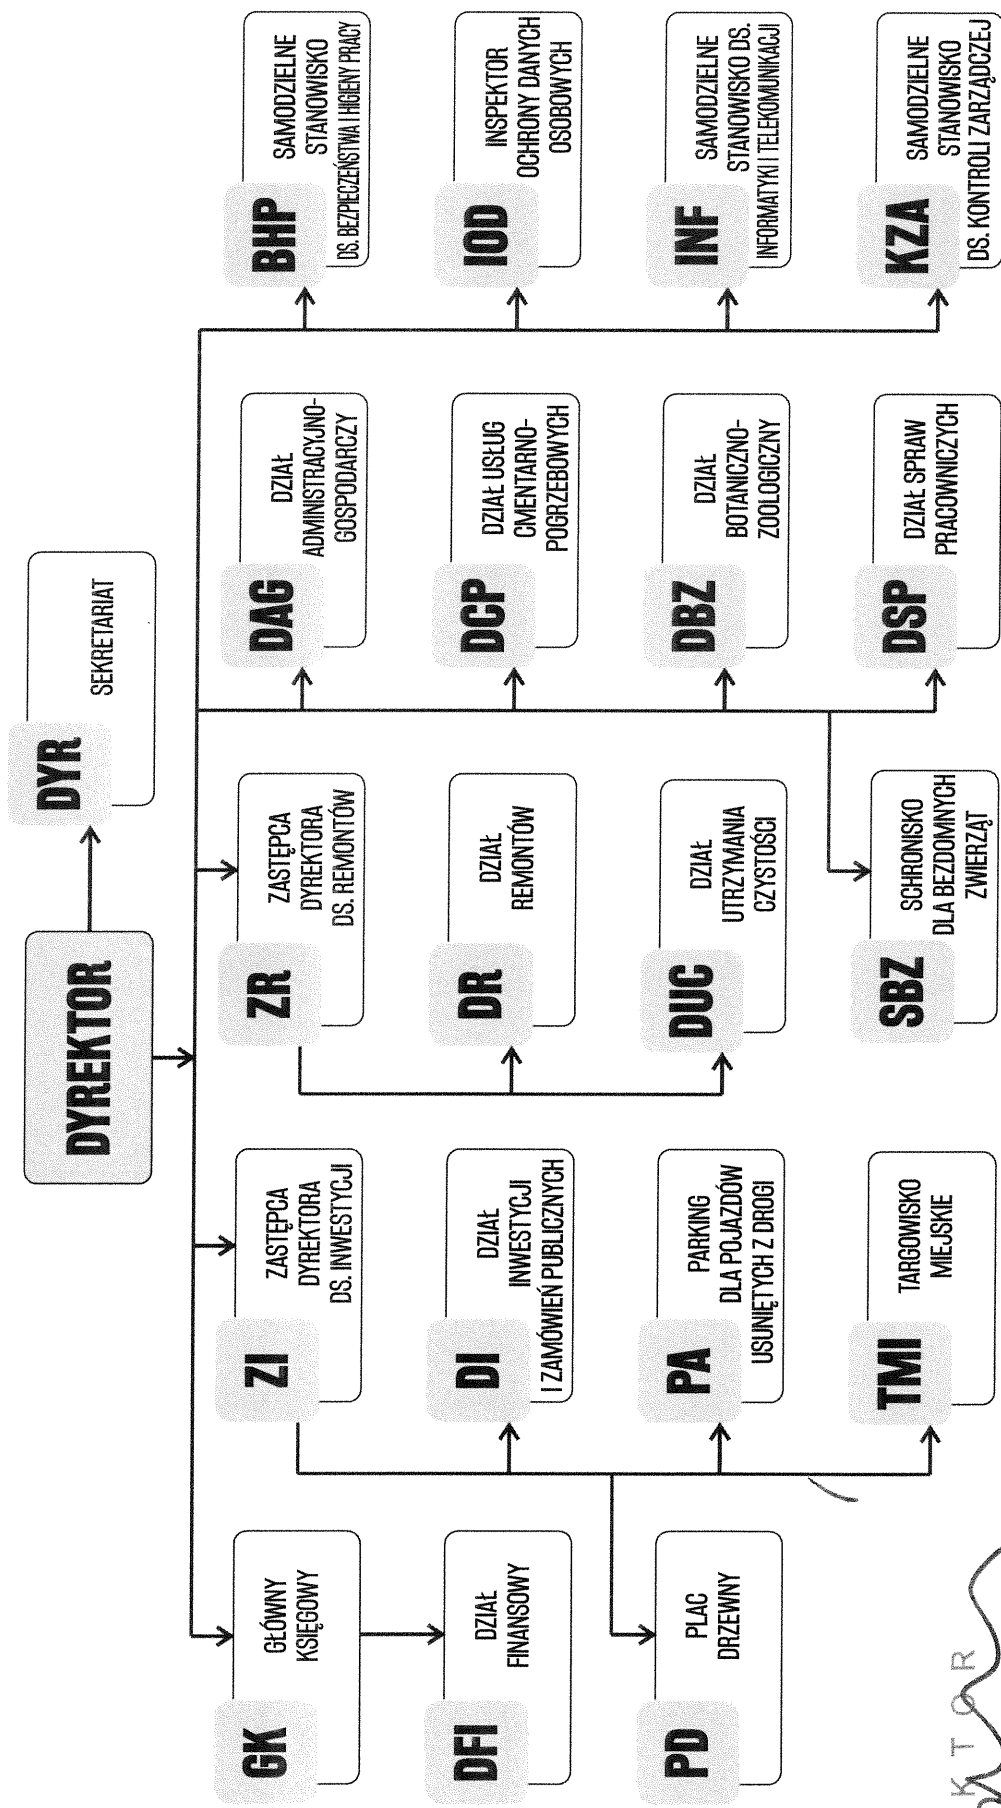 DYREKTOR
DYR
SEKRETARIAT
GK
GŁÓWNY
KSIĘGOWY
DFI
DZIAŁ
FINANSOWY
PD
PLAC
DRZEWNY
ZI
ZASTĘPCA
DYREKTORA
DS. INWESTYCJI
DI
DZIAŁ
INWESTYCJI
I ZAMÓWIEŃ PUBLICZNYCH
PA
PARKING
DLA POJAZDÓW
USUNIĘTYCH Z DROGI
TMI
TARGOWISKO
MIEJSKIE
ZR
ZASTĘPCA
DYREKTORA
DS. REMONTÓW
DR
DZIAŁ
REMONTÓW
DUC
DZIAŁ
UTRZYMANIA
CZYSTOŚCI
SBZ
SCHRONISKO
DLA BEZDOMNYCH
ZWIERZĄT
DAG
DZIAŁ
ADMINISTRACYJNO-
GOSPODARCZY
DCP
DZIAŁ USŁUG
CMENTARNO-
POGRZEBOWYCH
DBZ
DZIAŁ
BOTANICZNO-
ZOOLOGICZNY
DSP
DZIAŁ SPRAW
PRACOWNICZYCH
BHP
SAMODZIELNE
STANOWISKO
DS. BEZPIECZEŃSTWA I HIGIENY PRACY
IOD
INSPEKTOR
OCHRONY DANYCH
OSOBOWYCH
INF
SAMODZIELNE
STANOWISKO DS.
INFORMATYKI I TELEKOMUNIKACJI
KZA
SAMODZIELNE
STANOWISKO
DS. KONTROLI ZARZĄDCZEJ
K T O R